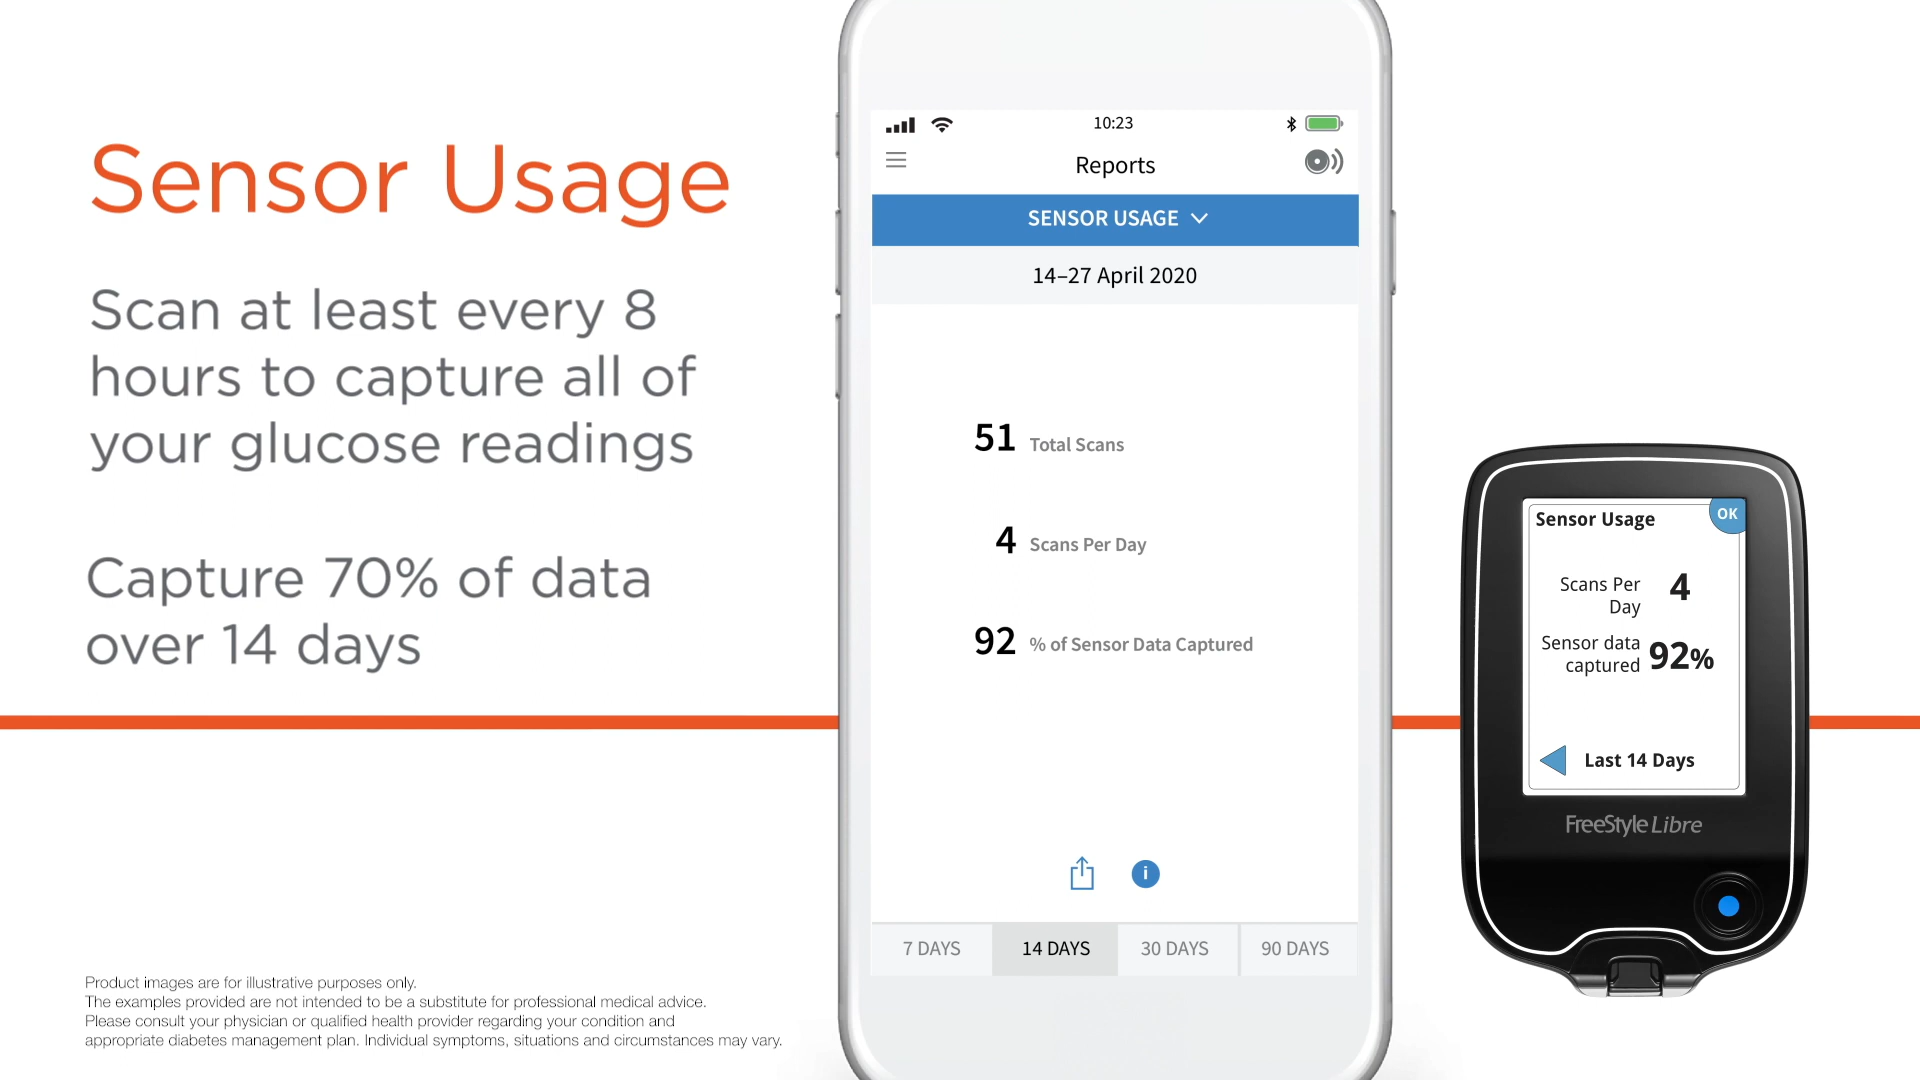 Sensor Usage
Scan at least every 8
hours to capture all of
your glucose readings
Capture 70% of data
over 14 days
Product images are for illustrative purposes only.
The examples provided are not intended to be a substitute for professional medical advice.
Please consult your physician or qualified health provider regarding your condition and
appropriate diabetes management plan. Individual symptoms, situations and circumstances may vary.
10:23
Reports
SENSOR USAGE
14–27 April 2020
51 Total Scans
4 Scans Per Day
92 % of Sensor Data Captured
i
7 DAYS 14 DAYS 30 DAYS 90 DAYS
Sensor Usage OK
Scans Per
Day 4
Sensor data
captured 92%
Last 14 Days
FreeStyle Libre